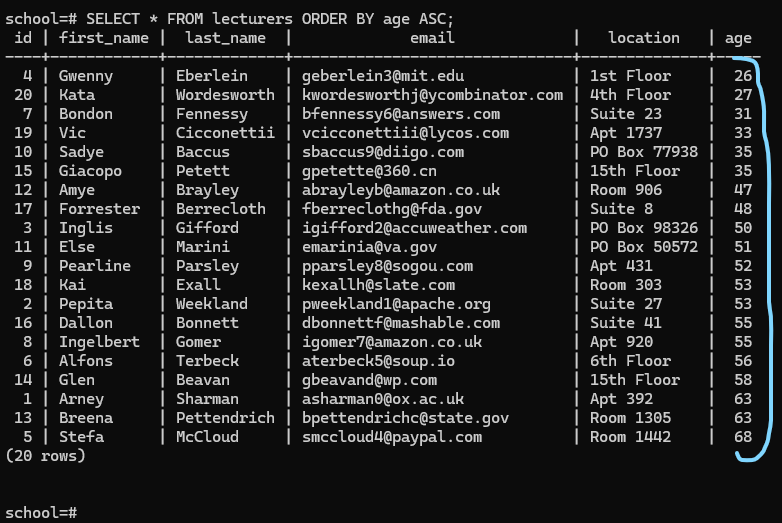 school=# SELECT * FROM lecturers ORDER BY age ASC;
 id | first_name |  last_name  |            email             |   location   | age
----+------------+-------------+------------------------------+--------------+-----
  4 | Gwenny     | Eberlein    | geberlein3@mit.edu           | 1st Floor    |  26
 20 | Kata       | Wordesworth | kwordesworthj@ycombinator.com | 4th Floor    |  27
  7 | Bondon     | Fennessy    | bfennessy6@answers.com       | Suite 23     |  31
 19 | Vic        | Cicconettii | vcicconettiii@lycos.com      | Apt 1737     |  33
 10 | Sadye      | Baccus      | sbaccus9@diigo.com           | PO Box 77938 |  35
 15 | Giacopo    | Petett      | gpetette@360.cn              | 15th Floor   |  35
 12 | Amye       | Brayley     | abrayleyb@amazon.co.uk       | Room 906     |  47
 17 | Forrester  | Berrecloth  | fberreclothg@fda.gov         | Suite 8      |  48
  3 | Inglis     | Gifford     | igifford2@accuweather.com    | PO Box 98326 |  50
 11 | Else       | Marini      | emarinia@va.gov              | PO Box 50572 |  51
  9 | Pearline   | Parsley     | pparsley8@sogou.com          | Apt 431      |  52
 18 | Kai        | Exall       | kexallh@slate.com            | Room 303     |  53
  2 | Pepita     | Weekland    | pweekland1@apache.org        | Suite 27     |  53
 16 | Dallon     | Bonnett     | dbonnettf@mashable.com       | Suite 41     |  55
  8 | Ingelbert  | Gomer       | igomer7@amazon.co.uk         | Apt 920      |  55
  6 | Alfons     | Terbeck     | aterbeck5@soup.io            | 6th Floor    |  56
 14 | Glen       | Beavan      | gbeavand@wp.com              | 15th Floor   |  58
  1 | Arney      | Sharman     | asharman0@ox.ac.uk           | Apt 392      |  63
 13 | Breena     | Pettendrich | bpettendrichc@state.gov      | Room 1305    |  63
  5 | Stefa      | McCloud     | smccloud4@paypal.com         | Room 1442    |  68
(20 rows)
school=#